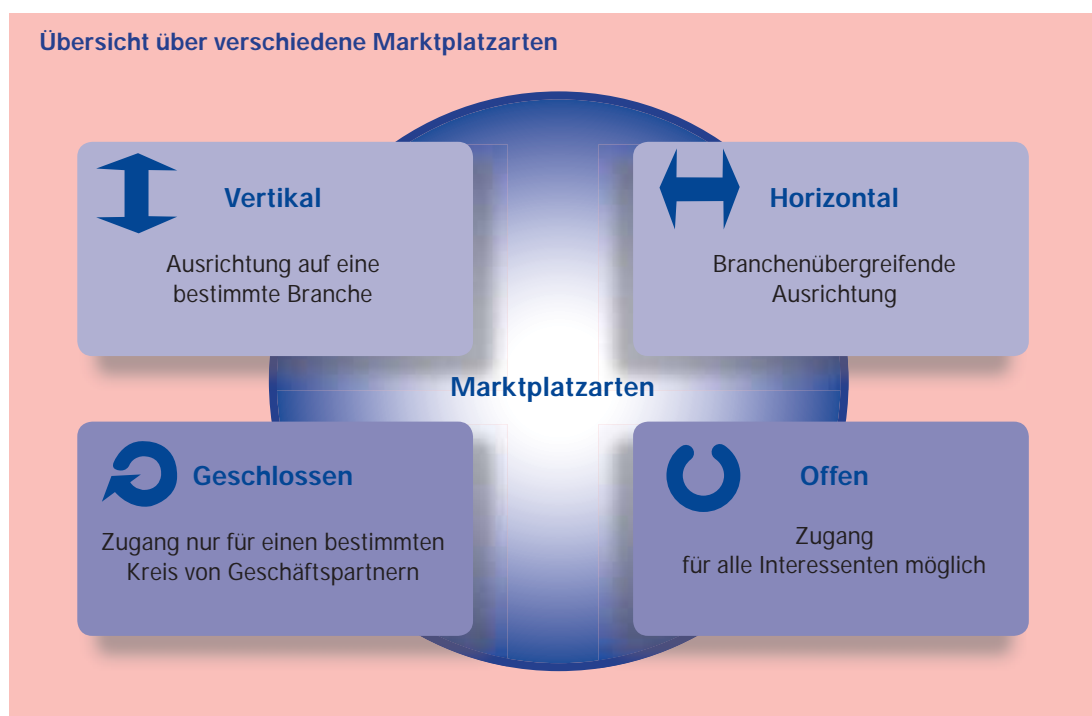 Übersicht über verschiedene Marktplatzarten
Vertikal
Ausrichtung auf eine
bestimmte Branche
Horizontal
Branchenübergreifende
Ausrichtung
Marktplatzarten
Geschlossen
Zugang nur für einen bestimmten
Kreis von Geschäftspartnern
Offen
Zugang
für alle Interessenten möglich